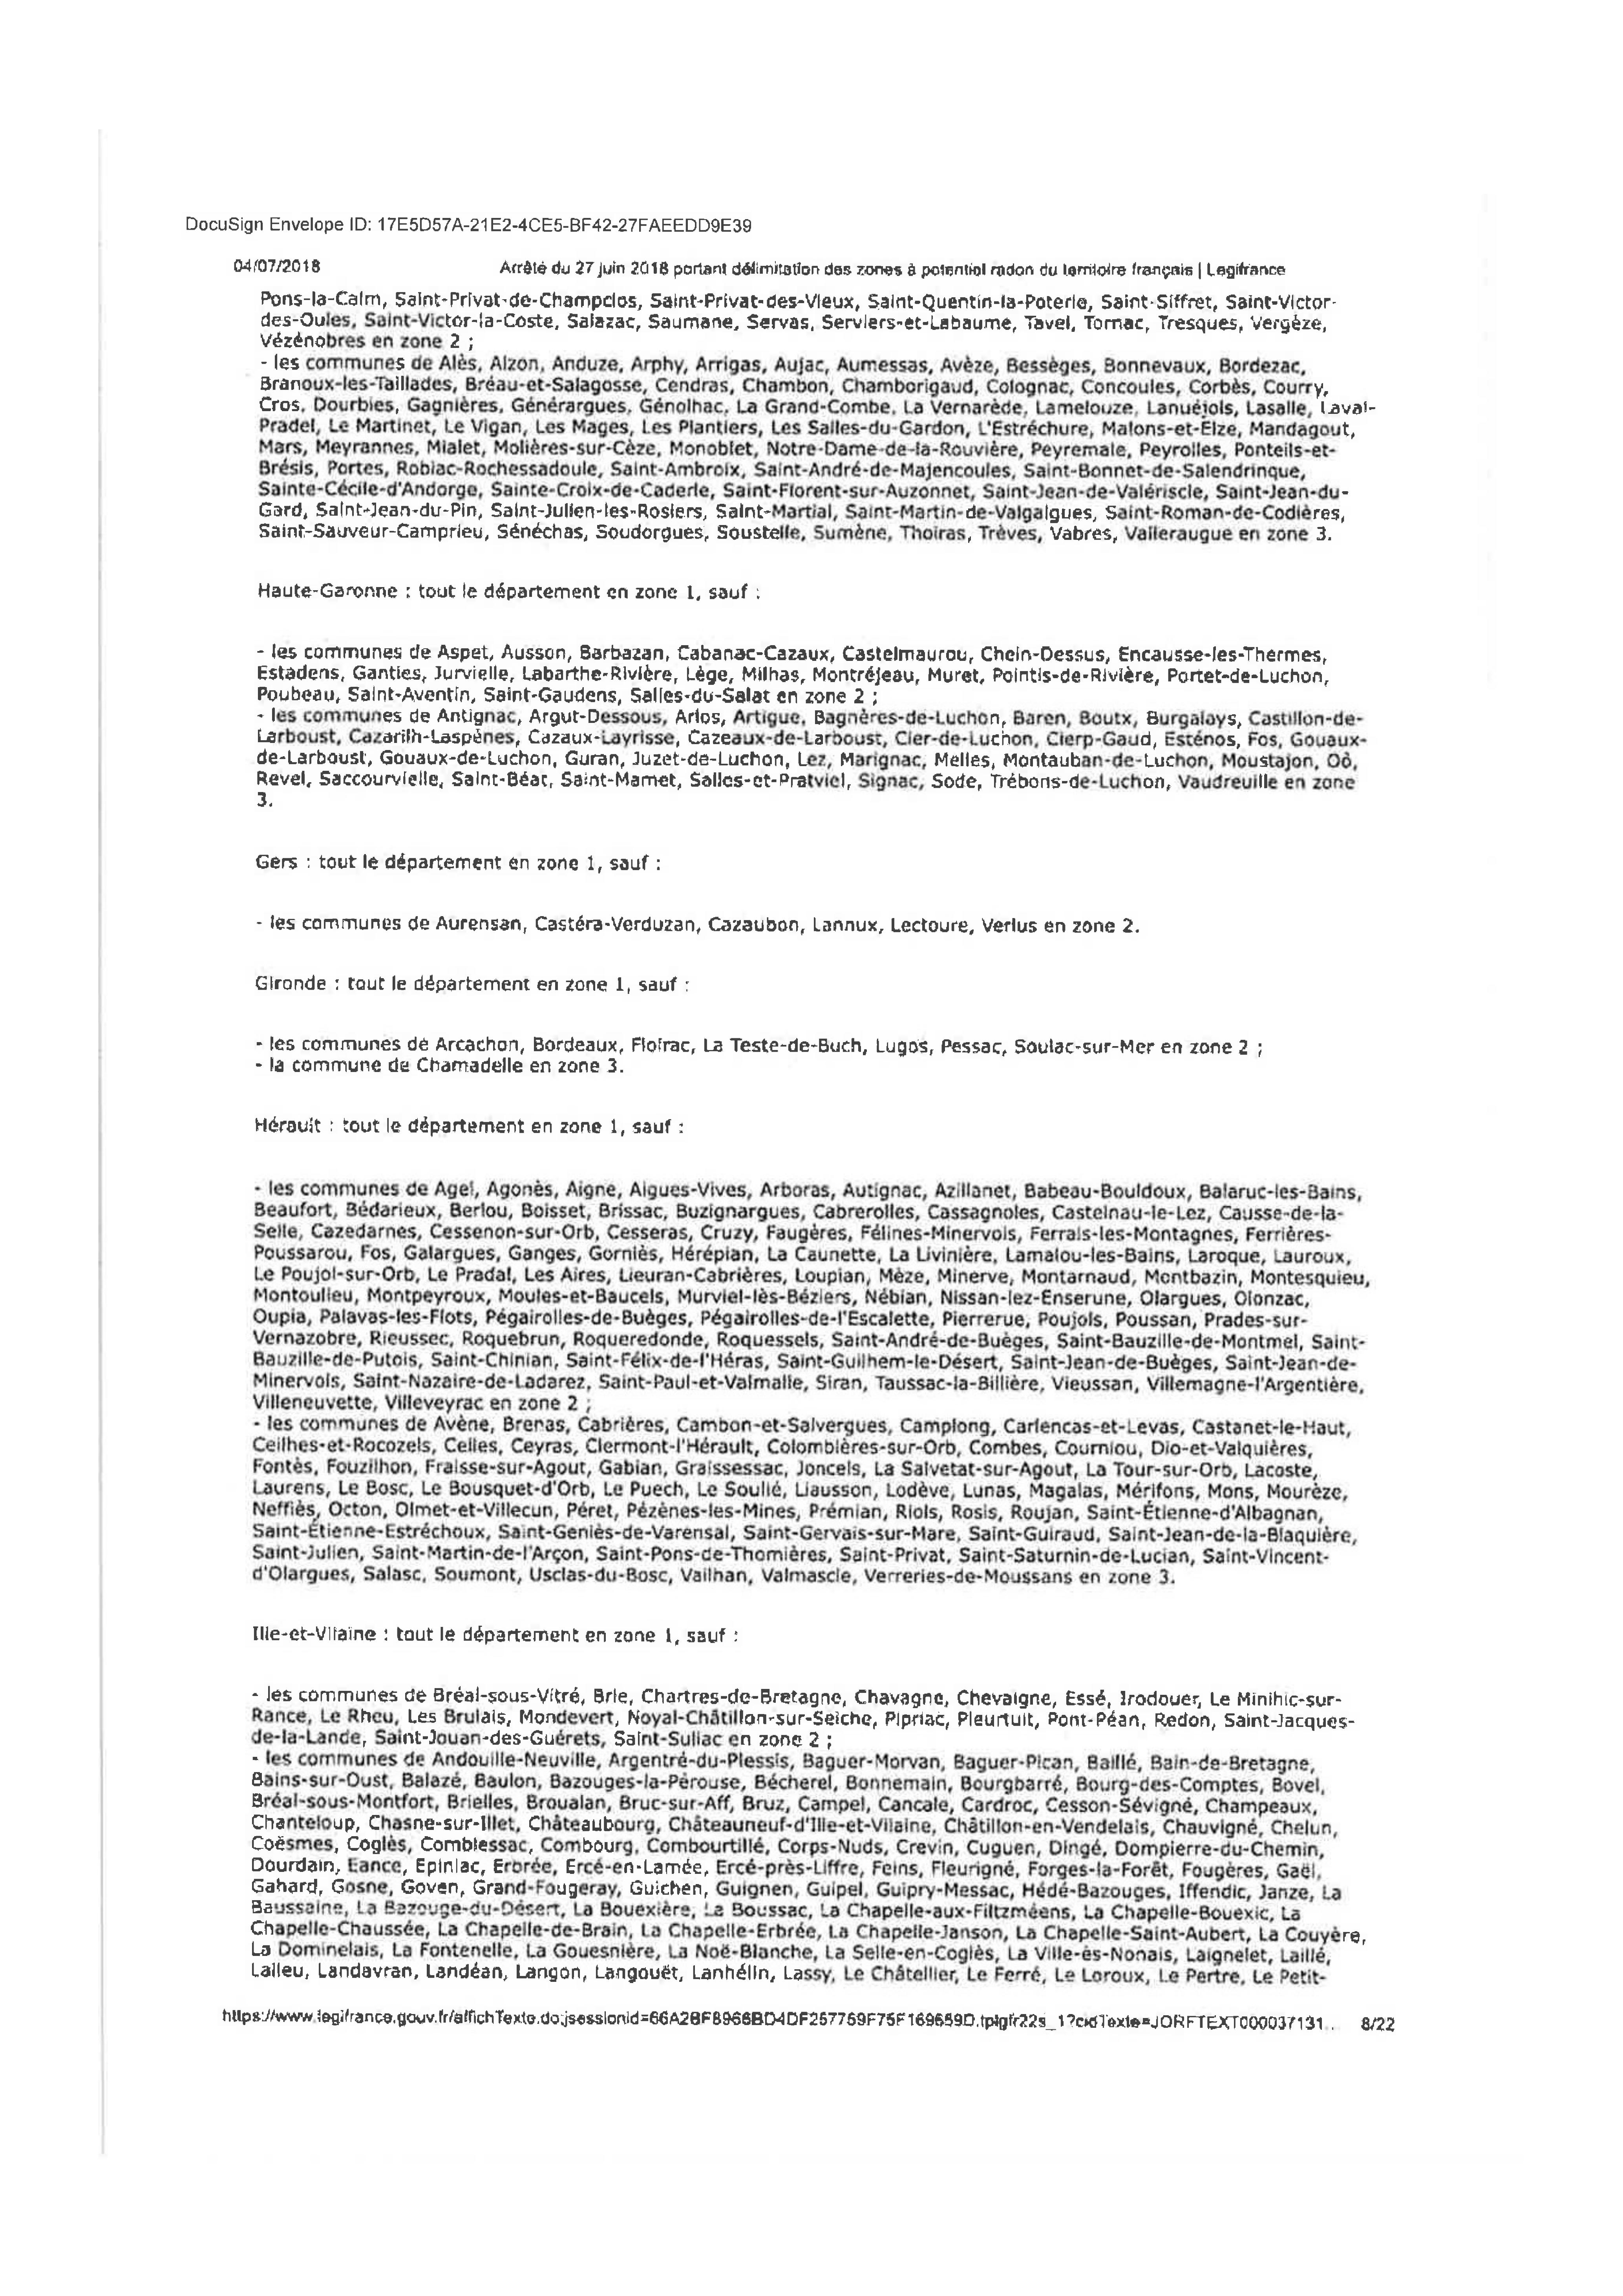 DocuSign Envelope ID: 17E5D57A-21E2-4CE5-BF42-27FAEEDD9E39
04/07/2018 Arrêté du 27 juin 2018 portant délimitation des zones à potentiel radon du territoire français | Legifrance
Pons-la-Calm, Saint-Privat-de-Champclos, Saint-Privat-des-Vieux, Saint-Quentin-la-Poterie, Saint-Siffret, Saint-Victor-
des-Oules, Saint-Victor-la-Coste, Salazac, Saumane, Servas, Serviers-et-Labaume, Tavel, Tornac, Tresques, Vergèze,
Vézénobres en zone 2 ;
- les communes de Alès, Alzon, Anduze, Arphy, Arrigas, Aujac, Aumessas, Avèze, Bessèges, Bonnevaux, Bordezac,
Branoux-les-Taillades, Bréau-et-Salagosse, Cendras, Chambon, Chamborigaud, Colognac, Concoules, Corbès, Courry,
Cros, Dourbies, Gagnières, Générargues, Génolhac, La Grand-Combe, La Vernarède, Lamelouze, Lanuéjols, Lasalle, Laval-
Pradel, Le Martinet, Le Vigan, Les Mages, Les Plantiers, Les Salles-du-Gardon, L'Estréchure, Malons-et-Elze, Mandagout,
Mars, Meyrannes, Mialet, Molières-sur-Cèze, Monoblet, Notre-Dame-de-la-Rouvière, Peyremale, Peyrolles, Ponteils-et-
Brésis, Portes, Robiac-Rochessadoule, Saint-Ambroix, Saint-André-de-Majencoules, Saint-Bonnet-de-Salendrinque,
Sainte-Cécile-d'Andorge, Sainte-Croix-de-Caderle, Saint-Florent-sur-Auzonnet, Saint-Jean-de-Valériscle, Saint-Jean-du-
Gard, Saint-Jean-du-Pin, Saint-Julien-les-Rosiers, Saint-Martial, Saint-Martin-de-Valgalgues, Saint-Roman-de-Codières,
Saint-Sauveur-Camprieu, Sénéchas, Soudorgues, Soustelle, Sumène, Thoiras, Trèves, Vabres, Valleraugue en zone 3.
Haute-Garonne : tout le département en zone 1, sauf :
- les communes de Aspet, Ausson, Barbazan, Cabanac-Cazaux, Castelmaurou, Chein-Dessus, Encausse-les-Thermes,
Estadens, Ganties, Jurvielle, Labarthe-Rivière, Lège, Milhas, Montréjeau, Muret, Pointis-de-Rivière, Portet-de-Luchon,
Poubeau, Saint-Aventin, Saint-Gaudens, Salles-du-Salat en zone 2 ;
- les communes de Antignac, Argut-Dessous, Arlos, Artigue, Bagnères-de-Luchon, Baren, Boutx, Burgalays, Castillon-de-
Larboust, Cazarilh-Laspènes, Cazaux-Layrisse, Cazeaux-de-Larboust, Cier-de-Luchon, Cierp-Gaud, Esténos, Fos, Gouaux-
de-Larboust, Gouaux-de-Luchon, Guran, Juzet-de-Luchon, Lez, Marignac, Melles, Montauban-de-Luchon, Moustajon, Oô,
Revel, Saccourvielle, Saint-Béat, Saint-Mamet, Salles-et-Pratviel, Signac, Sode, Trébons-de-Luchon, Vaudreuille en zone
3.
Gers : tout le département en zone 1, sauf :
- les communes de Aurensan, Castéra-Verduzan, Cazaubon, Lannux, Lectoure, Verlus en zone 2.
Gironde : tout le département en zone 1, sauf :
- les communes de Arcachon, Bordeaux, Floirac, La Teste-de-Buch, Lugos, Pessac, Soulac-sur-Mer en zone 2 ;
- la commune de Chamadelle en zone 3.
Hérault : tout le département en zone 1, sauf :
- les communes de Agel, Agonès, Aigne, Aigues-Vives, Arboras, Autignac, Azillanet, Babeau-Bouldoux, Balaruc-les-Bains,
Beaufort, Bédarieux, Berlou, Boisset, Brissac, Buzignargues, Cabrerolles, Cassagnoles, Castelnau-le-Lez, Causse-de-la-
Selle, Cazedarnes, Cessenon-sur-Orb, Cesseras, Cruzy, Faugères, Félines-Minervois, Ferrals-les-Montagnes, Ferrières-
Poussarou, Fos, Galargues, Ganges, Gorniès, Hérépian, La Caunette, La Livinière, Lamalou-les-Bains, Laroque, Lauroux,
Le Poujol-sur-Orb, Le Pradal, Les Aires, Lieuran-Cabrières, Loupian, Mèze, Minerve, Montarnaud, Montbazin, Montesquieu,
Montoulieu, Montpeyroux, Moules-et-Baucels, Murviel-lès-Béziers, Nébian, Nissan-lez-Enserune, Olargues, Olonzac,
Oupia, Palavas-les-Flots, Pégairolles-de-Buèges, Pégairolles-de-l'Escalette, Pierrerue, Poujols, Poussan, Prades-sur-
Vernazobre, Rieussec, Roquebrun, Roqueredonde, Roquessels, Saint-André-de-Buèges, Saint-Bauzille-de-Montmel, Saint-
Bauzille-de-Putois, Saint-Chinian, Saint-Félix-de-l'Héras, Saint-Guilhem-le-Désert, Saint-Jean-de-Buèges, Saint-Jean-de-
Minervois, Saint-Nazaire-de-Ladarez, Saint-Paul-et-Valmalle, Siran, Taussac-la-Billière, Vieussan, Villemagne-l'Argentière,
Villeneuvette, Villeveyrac en zone 2 ;
- les communes de Avène, Brenas, Cabrières, Cambon-et-Salvergues, Camplong, Carlencas-et-Levas, Castanet-le-Haut,
Ceilhes-et-Rocozels, Celles, Ceyras, Clermont-l'Hérault, Colombières-sur-Orb, Combes, Courniou, Dio-et-Valquières,
Fontès, Fouzilhon, Fraisse-sur-Agout, Gabian, Graissessac, Joncels, La Salvetat-sur-Agout, La Tour-sur-Orb, Lacoste,
Laurens, Le Bosc, Le Bousquet-d'Orb, Le Puech, Le Soulié, Liausson, Lodève, Lunas, Magalas, Mérifons, Mons, Mourèze,
Neffiès, Octon, Olmet-et-Villecun, Péret, Pézènes-les-Mines, Prémian, Riols, Rosis, Roujan, Saint-Étienne-d'Albagnan,
Saint-Étienne-Estréchoux, Saint-Geniès-de-Varensal, Saint-Gervais-sur-Mare, Saint-Guiraud, Saint-Jean-de-la-Blaquière,
Saint-Julien, Saint-Martin-de-l'Arçon, Saint-Pons-de-Thomières, Saint-Privat, Saint-Saturnin-de-Lucian, Saint-Vincent-
d'Olargues, Salasc, Soumont, Usclas-du-Bosc, Vailhan, Valmascle, Verreries-de-Moussans en zone 3.
Ille-et-Vilaine : tout le département en zone 1, sauf :
- les communes de Bréal-sous-Vitré, Brie, Chartres-de-Bretagne, Chavagne, Chevaigne, Essé, Irodouer, Le Minihic-sur-
Rance, Le Rheu, Les Brulais, Mondevert, Noyal-Châtillon-sur-Seiche, Pipriac, Pleurtuit, Pont-Péan, Redon, Saint-Jacques-
de-la-Lande, Saint-Jouan-des-Guérets, Saint-Suliac en zone 2 ;
- les communes de Andouille-Neuville, Argentré-du-Plessis, Baguer-Morvan, Baguer-Pican, Baillé, Bain-de-Bretagne,
Bains-sur-Oust, Balazé, Baulon, Bazouges-la-Pérouse, Bécherel, Bonnemain, Bourgbarré, Bourg-des-Comptes, Bovel,
Bréal-sous-Montfort, Brielles, Broualan, Bruc-sur-Aff, Bruz, Campel, Cancale, Cardroc, Cesson-Sévigné, Champeaux,
Chanteloup, Chasne-sur-Illet, Châteaubourg, Châteauneuf-d'Ille-et-Vilaine, Châtillon-en-Vendelais, Chauvigné, Chelun,
Coësmes, Coglès, Comblessac, Combourg, Combourtillé, Corps-Nuds, Crevin, Cuguen, Dingé, Dompierre-du-Chemin,
Dourdain, Eance, Epiniac, Erbrée, Ercé-en-Lamée, Ercé-près-Liffre, Feins, Fleurigné, Forges-la-Forêt, Fougères, Gaël,
Gahard, Gosne, Goven, Grand-Fougeray, Guichen, Guignen, Guipel, Guipry-Messac, Hédé-Bazouges, Iffendic, Janze, La
Baussaine, La Bazouge-du-Désert, La Bouexière, La Boussac, La Chapelle-aux-Filtzméens, La Chapelle-Bouexic, La
Chapelle-Chaussée, La Chapelle-de-Brain, La Chapelle-Erbrée, La Chapelle-Janson, La Chapelle-Saint-Aubert, La Couyère,
La Dominelais, La Fontenelle, La Gouesnière, La Noë-Blanche, La Selle-en-Coglès, La Ville-ès-Nonais, Laignelet, Laillé,
Lalleu, Landavran, Landéan, Langon, Langouët, Lanhélin, Lassy, Le Châtellier, Le Ferré, Le Loroux, Le Pertre, Le Petit-
https://www.legifrance.gouv.fr/affichTexte.do;jsessionid=66A28F8966BD4DF257759F75F169659D.tplgfr22s_1?cidTexte=JORFTEXT000037131... 8/22